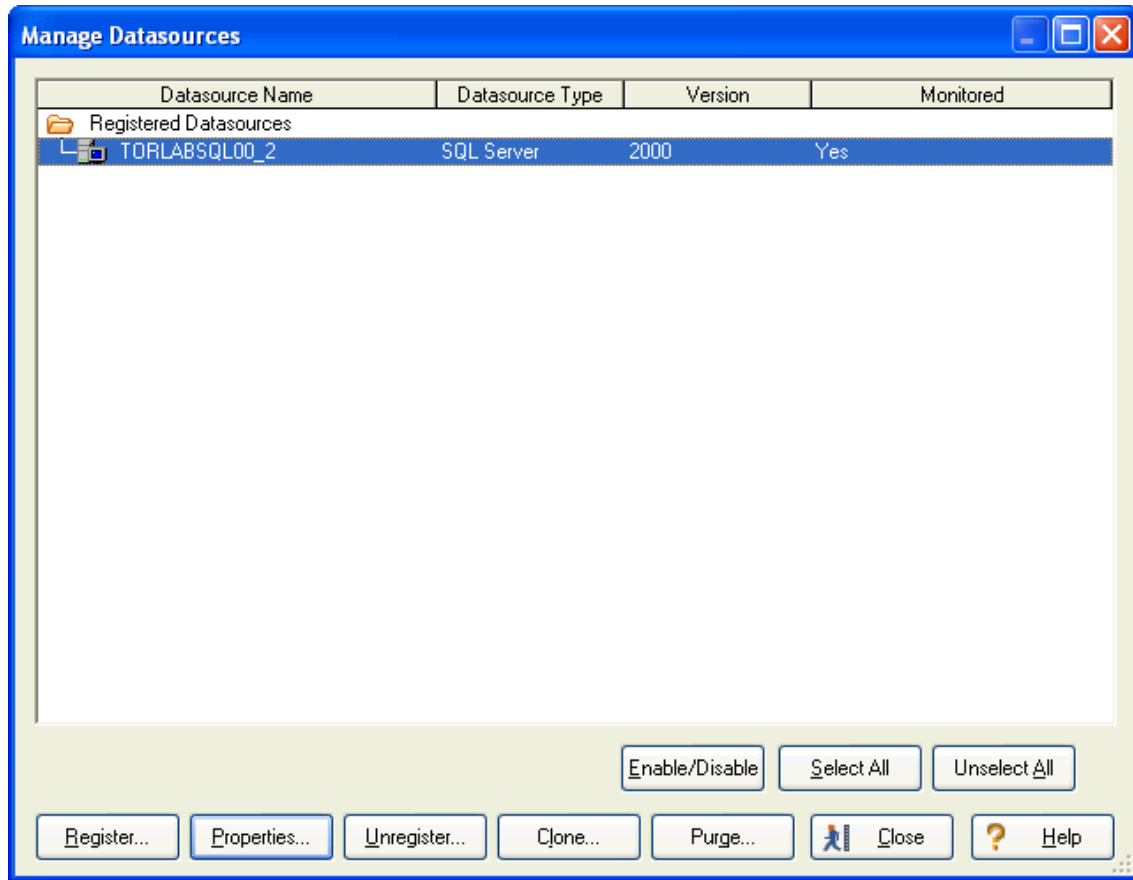 Manage Datasources
Datasource Name Datasource Type Version Monitored
Registered Datasources
TORLABSQL00_2 SQL Server 2000 Yes
Enable/Disable Select All Unselect All
Register... Properties... Unregister... Clone... Purge... Close ? Help